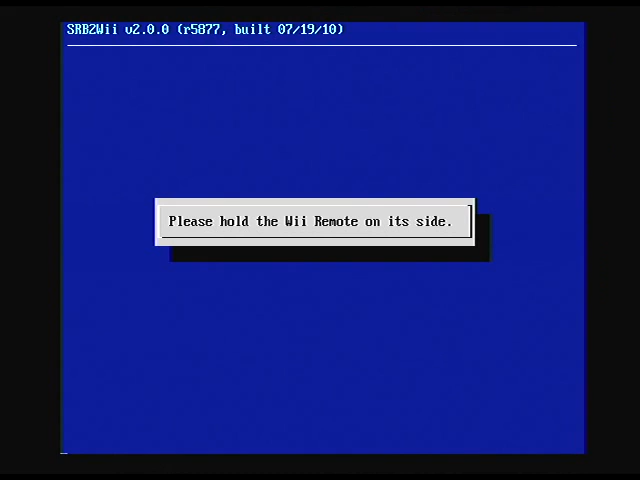 SRB2Wii v2.0.0 (r5877, built 07/19/10)
Please hold the Wii Remote on its side.